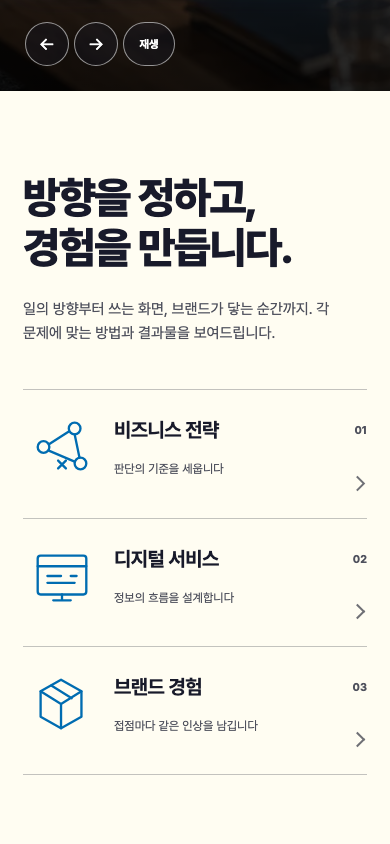 재생
방향을 정하고,
경험을 만듭니다.
일의 방향부터 쓰는 화면, 브랜드가 닿는 순간까지. 각
문제에 맞는 방법과 결과물을 보여드립니다.
비즈니스 전략
01
판단의 기준을 세웁니다
디지털 서비스
02
정보의 흐름을 설계합니다
브랜드 경험
03
접점마다 같은 인상을 남깁니다